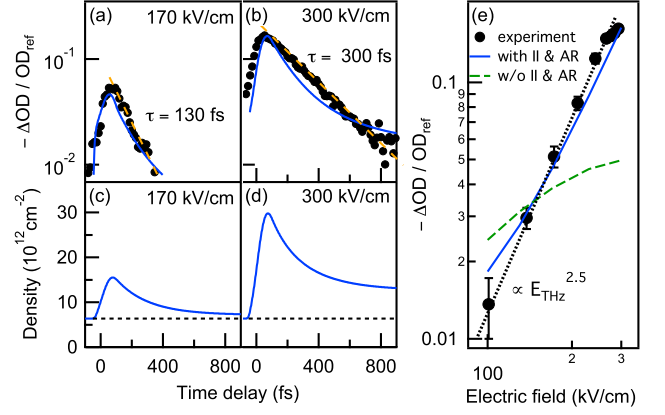 (a) 170 kV/cm
10⁻¹
τ = 130 fs
10⁻²
- ΔOD / OD_ref
(b) 300 kV/cm
τ = 300 fs
(c) 170 kV/cm
30
20
10
0
Density (10¹² cm⁻²)
0 400 800
(d) 300 kV/cm
0 400 800
Time delay (fs)
(e)
experiment
with II & AR
w/o II & AR
0.1
9
8
7
6
5
4
3
2
0.01
- ΔOD / OD_ref
∝ E_THz^2.5
100 2 3
Electric field (kV/cm)